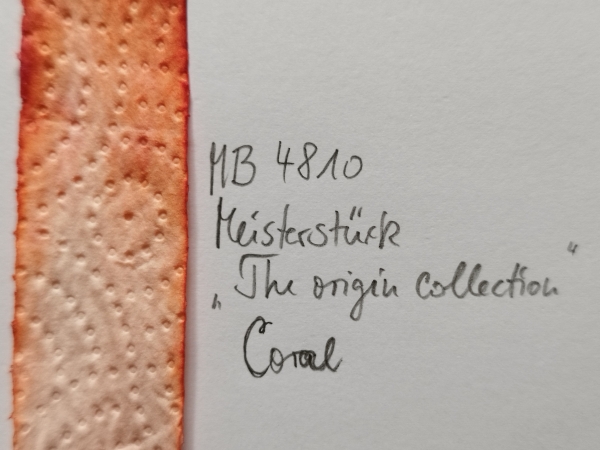 MB 4810
Meisterstück
„The origin collection“
Coral